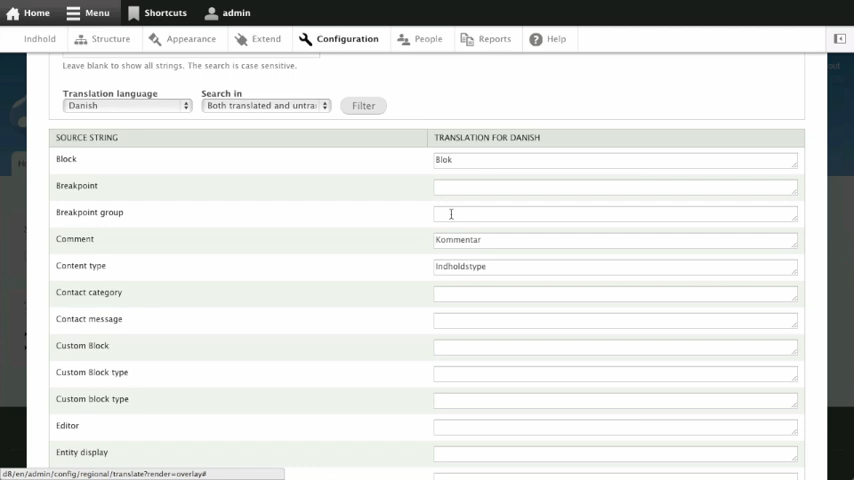 Home Menu Shortcuts admin
Indhold Structure Appearance Extend Configuration People Reports Help
Leave blank to show all strings. The search is case sensitive.
Translation language Search in
Danish Both translated and untra Filter
SOURCE STRING TRANSLATION FOR DANISH
Block Blok
Breakpoint
Breakpoint group
Comment Kommentar
Content type Indholdstype
Contact category
Contact message
Custom Block
Custom Block type
Custom block type
Editor
Entity display
d8/en/admin/config/regional/translate?render=overlay#